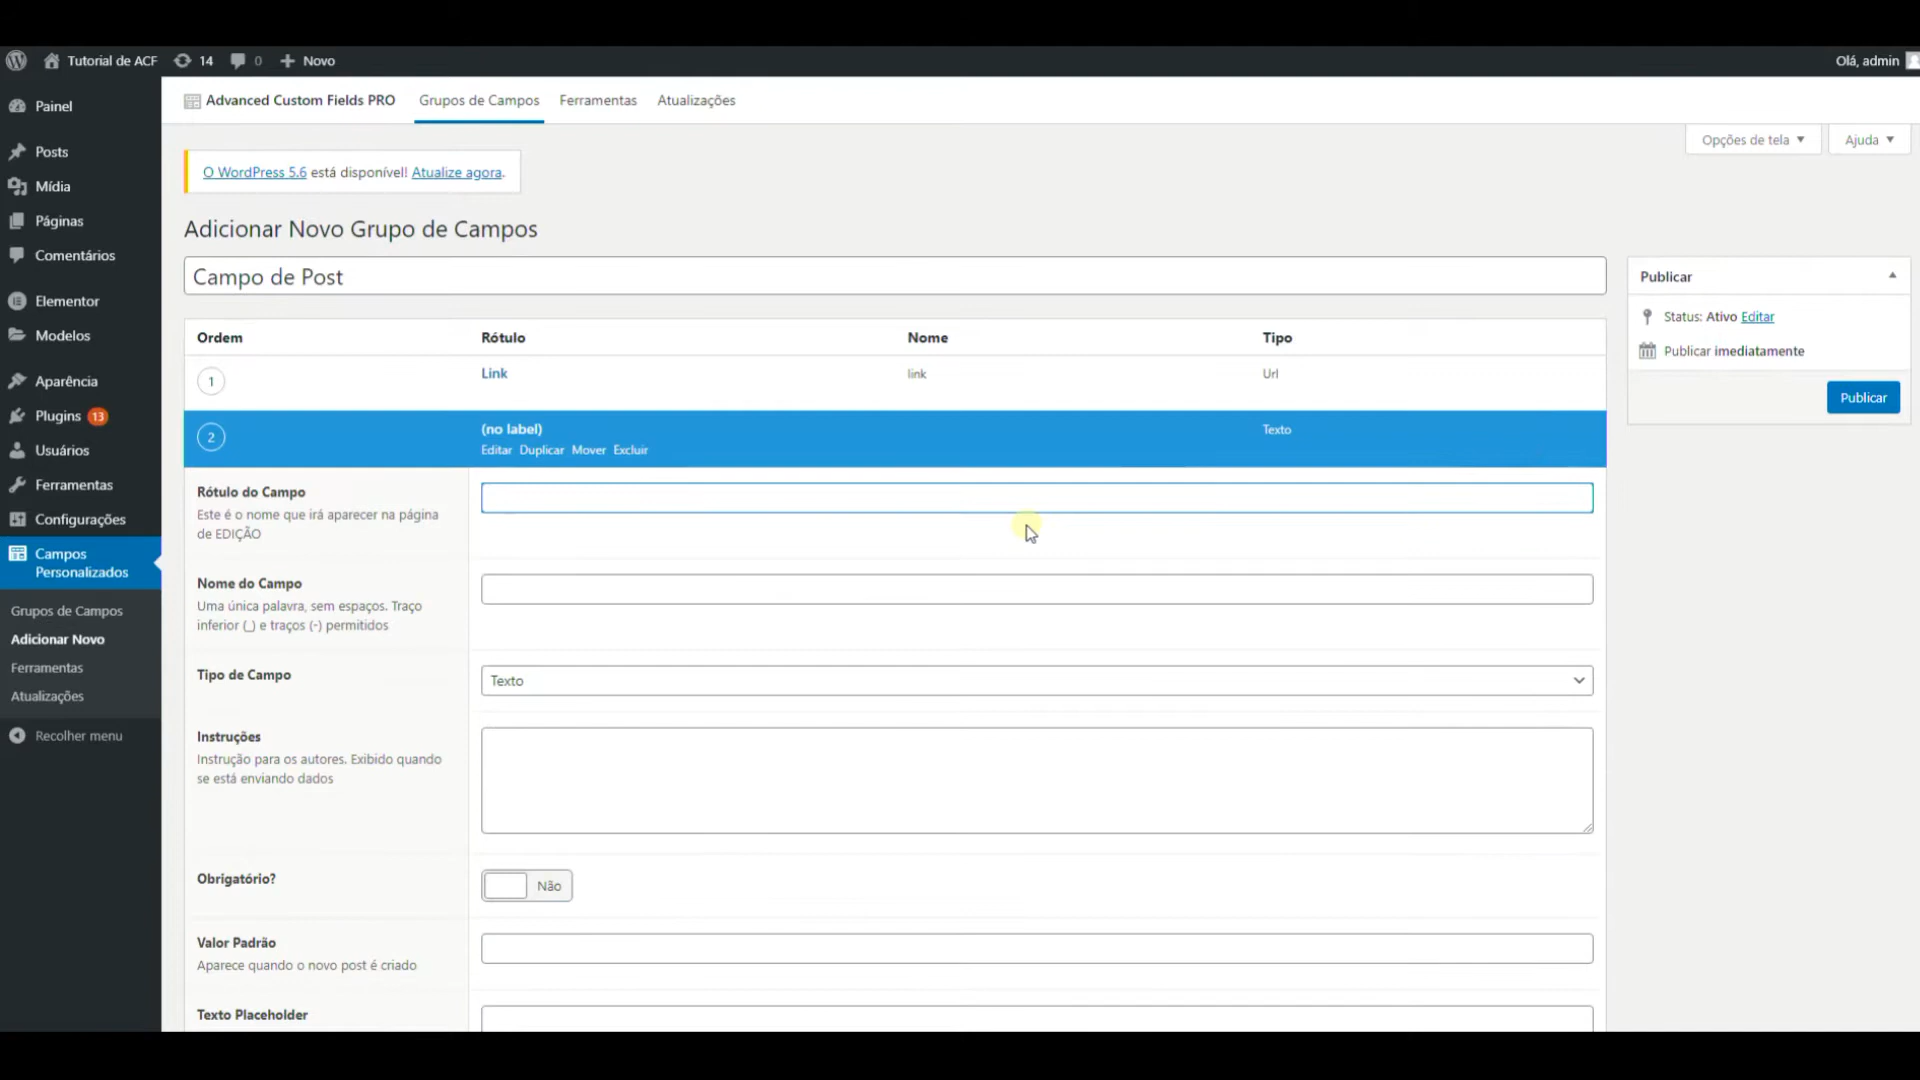 Tutorial de ACF 14 0 Novo Olá, admin
Painel
Posts
Mídia
Páginas
Comentários
Elementor
Modelos
Aparência
Plugins 13
Usuários
Ferramentas
Configurações
Campos
Personalizados
Grupos de Campos
Adicionar Novo
Ferramentas
Atualizações
Recolher menu
Advanced Custom Fields PRO Grupos de Campos Ferramentas Atualizações
Opções de tela Ajuda
O WordPress 5.6 está disponível! Atualize agora.
Adicionar Novo Grupo de Campos
Campo de Post
Ordem Rótulo Nome Tipo
1 Link link Url
2 (no label) Texto
Editar Duplicar Mover Excluir
Rótulo do Campo
Este é o nome que irá aparecer na página
de EDIÇÃO
Nome do Campo
Uma única palavra, sem espaços. Traço
inferior (_) e traços (-) permitidos
Tipo de Campo
Texto
Instruções
Instrução para os autores. Exibido quando
se está enviando dados
Obrigatório?
Não
Valor Padrão
Aparece quando o novo post é criado
Texto Placeholder
Publicar
Status: Ativo Editar
Publicar imediatamente
Publicar